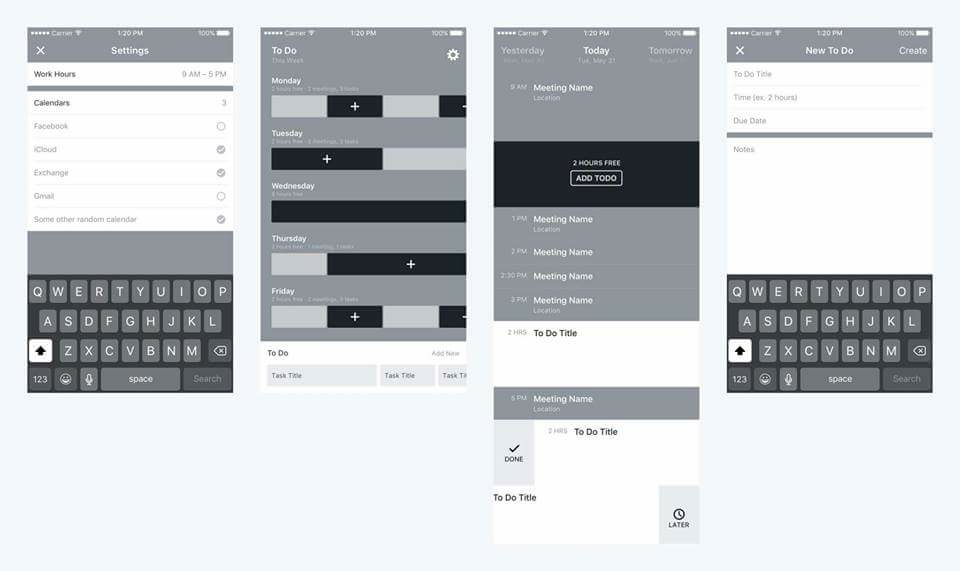 Carrier 1:20 PM 100%
Settings
Work Hours 9 AM – 5 PM
Calendars 3
Facebook
iCloud
Exchange
Gmail
Some other random calendar
Q W E R T Y U I O P
A S D F G H J K L
Z X C V B N M
123 space Search
Carrier 1:20 PM 100%
To Do
This Week
Monday
2 hours free · 2 meetings, 3 tasks
+ +
Tuesday
2 hours free · 2 meetings, 3 tasks
+
Wednesday
8 hours free
Thursday
2 hours free · 1 meeting, 3 tasks
+
Friday
2 hours free · 2 meetings, 3 tasks
+ +
To Do Add New
Task Title Task Title Task Ti
Carrier 1:20 PM 100%
Yesterday Today Tomorrow
Mon, May 20 Tue, May 21
9 AM Meeting Name
Location
2 HOURS FREE
ADD TODO
1 PM Meeting Name
Location
2 PM Meeting Name
2:30 PM Meeting Name
3 PM Meeting Name
Location
2 HRS To Do Title
5 PM Meeting Name
Location
DONE
2 HRS To Do Title
To Do Title
LATER
Carrier 1:20 PM 100%
New To Do Create
To Do Title
Time (ex. 2 hours)
Due Date
Notes
Q W E R T Y U I O P
A S D F G H J K L
Z X C V B N M
123 space Search